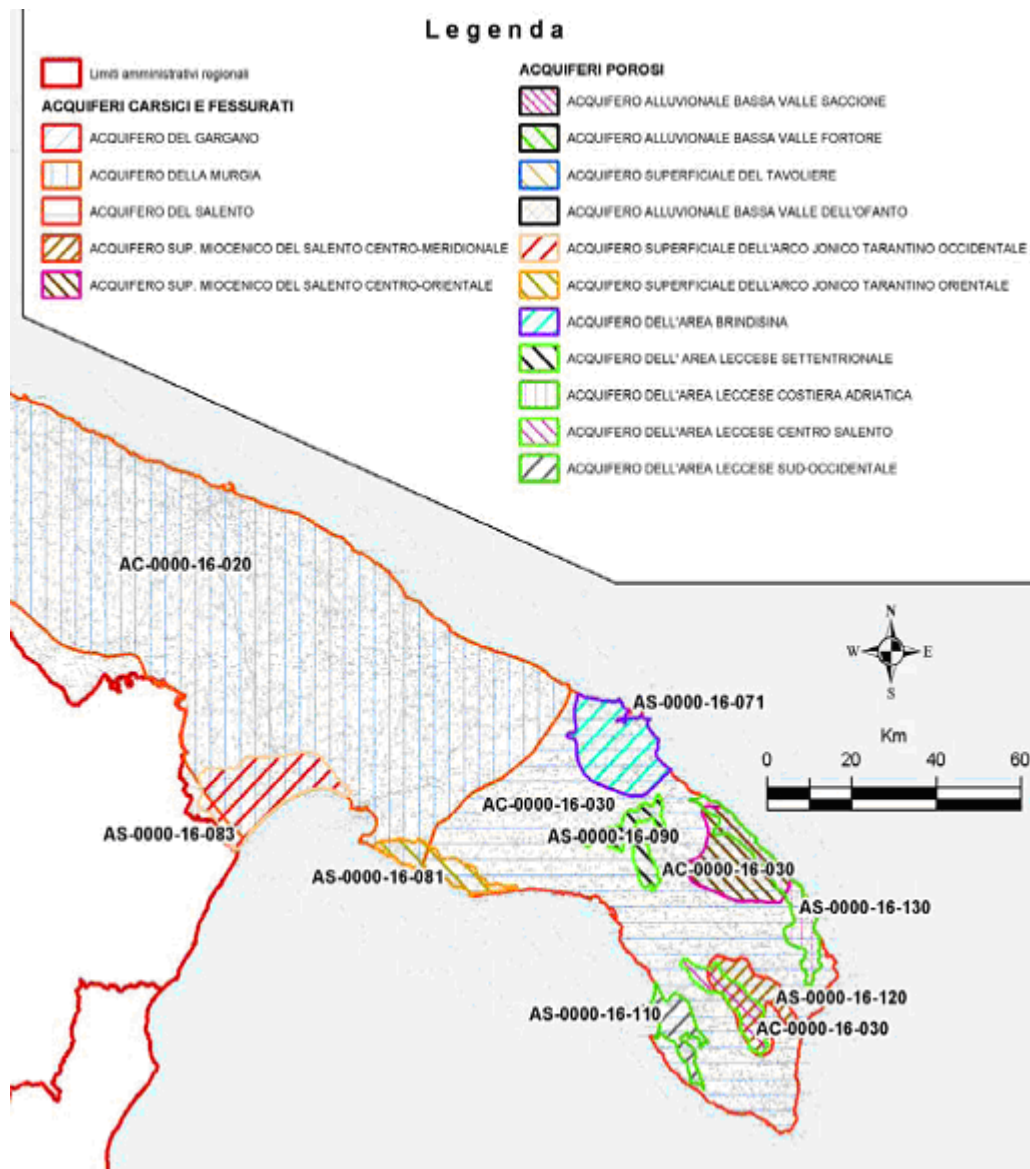 Legenda
Limiti amministrativi regionali
ACQUIFERI CARSICI E FESSURATI
ACQUIFERO DEL GARGANO
ACQUIFERO DELLA MURGIA
ACQUIFERO DEL SALENTO
ACQUIFERO SUP. MIOCENICO DEL SALENTO CENTRO-MERIDIONALE
ACQUIFERO SUP. MIOCENICO DEL SALENTO CENTRO-ORIENTALE
ACQUIFERI POROSI
ACQUIFERO ALLUVIONALE BASSA VALLE SACCIONE
ACQUIFERO ALLUVIONALE BASSA VALLE FORTORE
ACQUIFERO SUPERFICIALE DEL TAVOLIERE
ACQUIFERO ALLUVIONALE BASSA VALLE DELL'OFANTO
ACQUIFERO SUPERFICIALE DELL'ARCO JONICO TARANTINO OCCIDENTALE
ACQUIFERO SUPERFICIALE DELL'ARCO JONICO TARANTINO ORIENTALE
ACQUIFERO DELL'AREA BRINDISINA
ACQUIFERO DELL' AREA LECCESE SETTENTRIONALE
ACQUIFERO DELL'AREA LECCESE COSTIERA ADRIATICA
ACQUIFERO DELL'AREA LECCESE CENTRO SALENTO
ACQUIFERO DELL'AREA LECCESE SUD-OCCIDENTALE
AC-0000-16-020
N
W E
S
AS-0000-16-071
Km
0 20 40 60
AC-0000-16-030
AS-0000-16-083
AS-0000-16-090
AC-0000-16-030
AS-0000-16-081
AS-0000-16-130
AS-0000-16-120
AS-0000-16-110
AC-0000-16-030